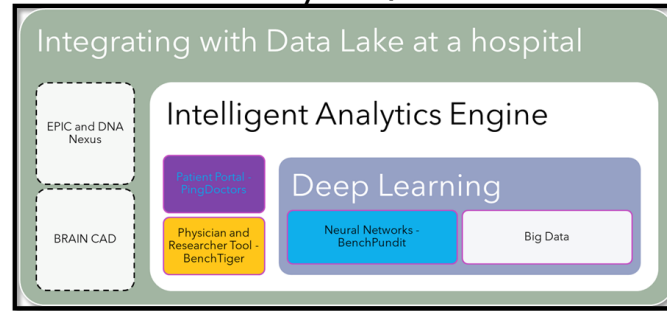 Integrating with Data Lake at a hospital
EPIC and DNA
Nexus
BRAIN CAD
Intelligent Analytics Engine
Patient Portal -
PingDoctors
Physician and
Researcher Tool -
BenchTiger
Deep Learning
Neural Networks -
BenchPundit
Big Data